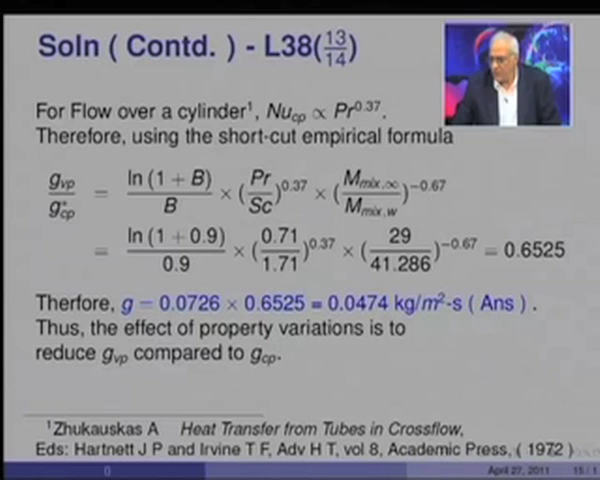 Soln ( Contd. ) - L38(13/14)
For Flow over a cylinder¹, Nu_cp ∝ Pr^0.37.
Therefore, using the short-cut empirical formula
g_vp / g*_cp = ln (1 + B) / B × (Pr / Sc)^0.37 × (M_mix,∞ / M_mix,w)^−0.67
= ln (1 + 0.9) / 0.9 × (0.71 / 1.71)^0.37 × (29 / 41.286)^−0.67 = 0.6525
Therfore, g = 0.0726 × 0.6525 = 0.0474 kg/m²-s ( Ans ) .
Thus, the effect of property variations is to
reduce g_vp compared to g_cp.
¹Zhukauskas A Heat Transfer from Tubes in Crossflow,
Eds: Hartnett J P and Irvine T F, Adv H T, vol 8, Academic Press, ( 1972 )
() April 27, 2011 15 / 1